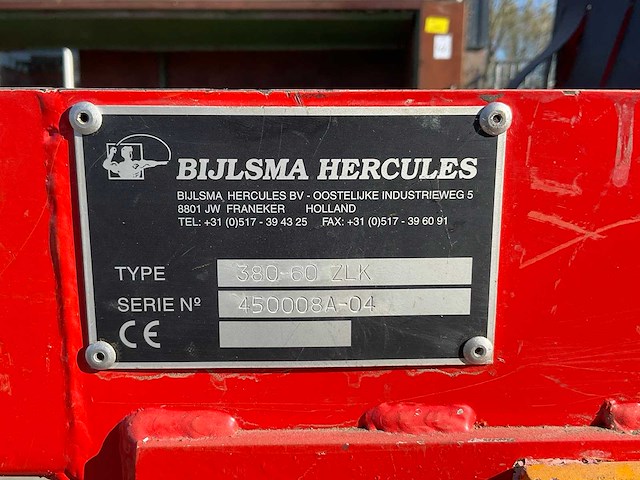 BIJLSMA HERCULES
BIJLSMA HERCULES BV - OOSTELIJKE INDUSTRIEWEG 5
8801 JW FRANEKER HOLLAND
TEL: +31 (0)517 - 39 43 25 FAX: +31 (0)517 - 39 60 91
TYPE 380-60 ZLK
SERIE Nº 450008A-04
CE